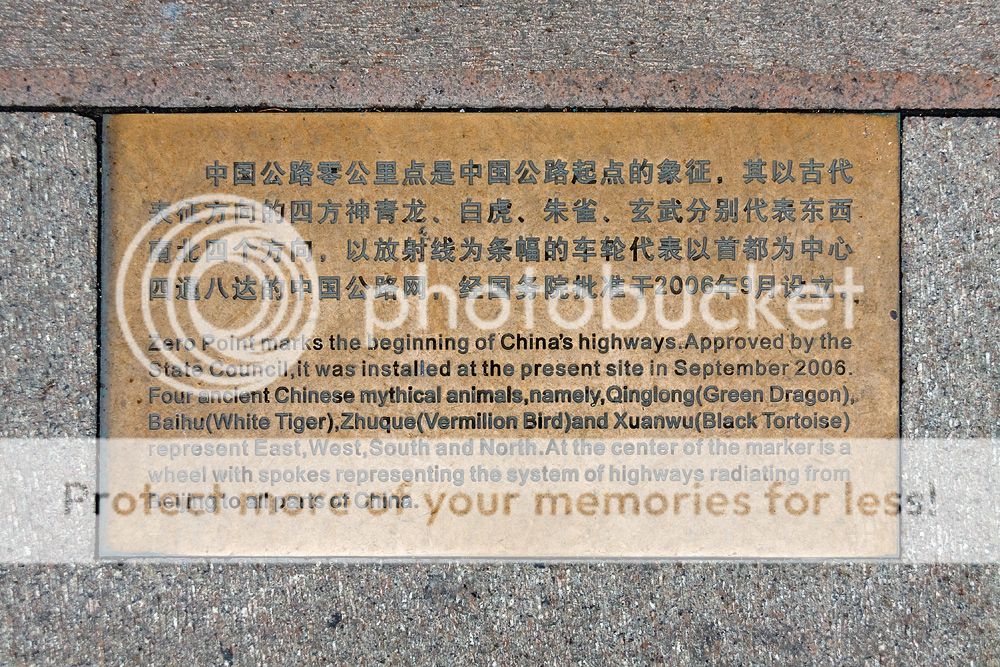 中国公路零公里点是中国公路起点的象征，其以古代
表征方向的四方神青龙、白虎、朱雀、玄武分别代表东西
南北四个方向，以放射线为条幅的车轮代表以首都为中心
四通八达的中国公路网，经国务院批准于2006年9月设立。
Zero Point marks the beginning of China's highways.Approved by the
State Council,it was installed at the present site in September 2006.
Four ancient Chinese mythical animals,namely,Qinglong(Green Dragon),
Baihu(White Tiger),Zhuque(Vermilion Bird)and Xuanwu(Black Tortoise)
represent East,West,South and North.At the center of the marker is a
wheel with spokes representing the system of highways radiating from
Beijing to all parts of China.
photobucket
Protect more of your memories for less!